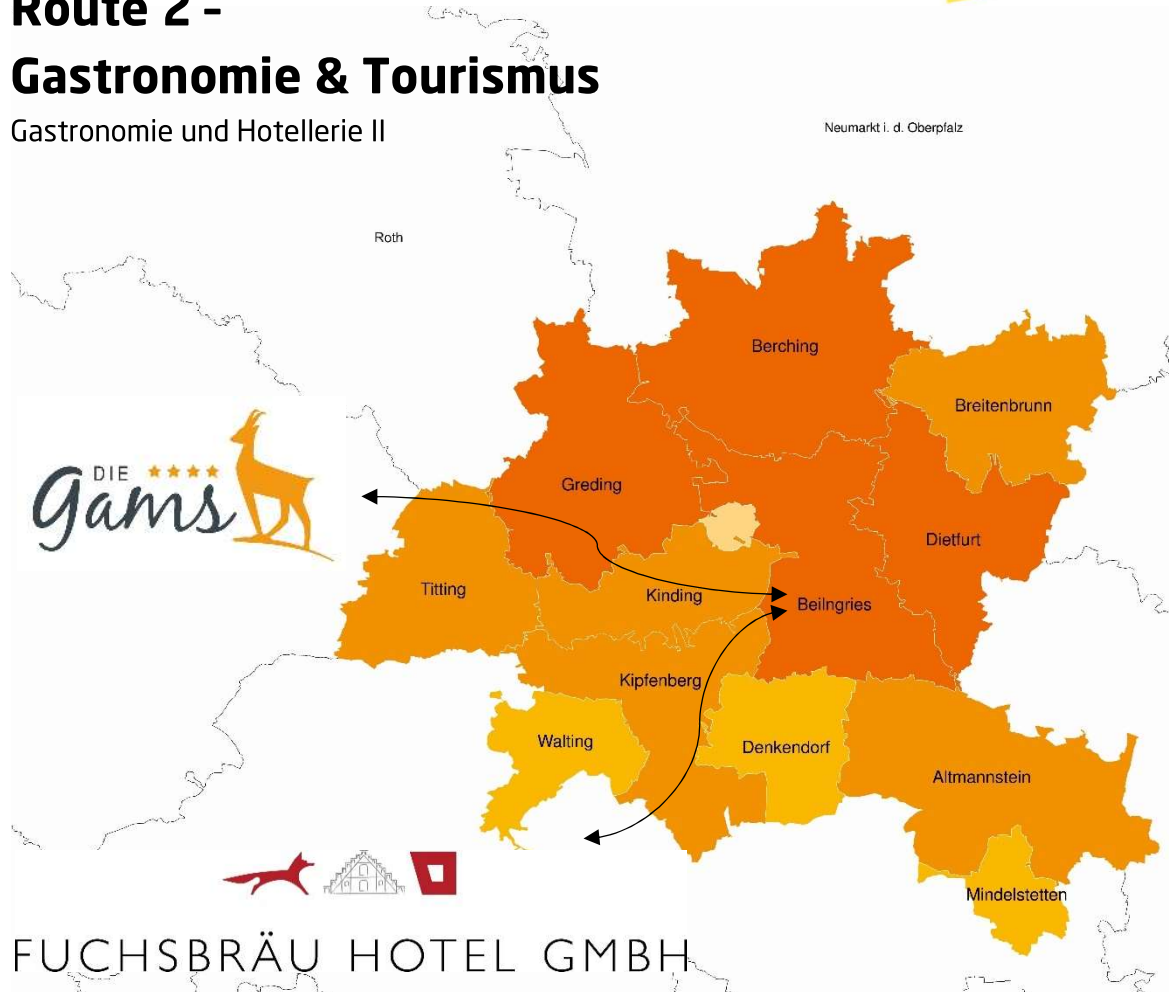 Route 2 –
Gastronomie & Tourismus
Gastronomie und Hotellerie II
Neumarkt i. d. Oberpfalz
Roth
Berching
Breitenbrunn
DIE
gams
Greding
Dietfurt
Titting
Kinding
Beilngries
Kipfenberg
Walting
Denkendorf
Altmannstein
Mindelstetten
FUCHSBRÄU HOTEL GMBH